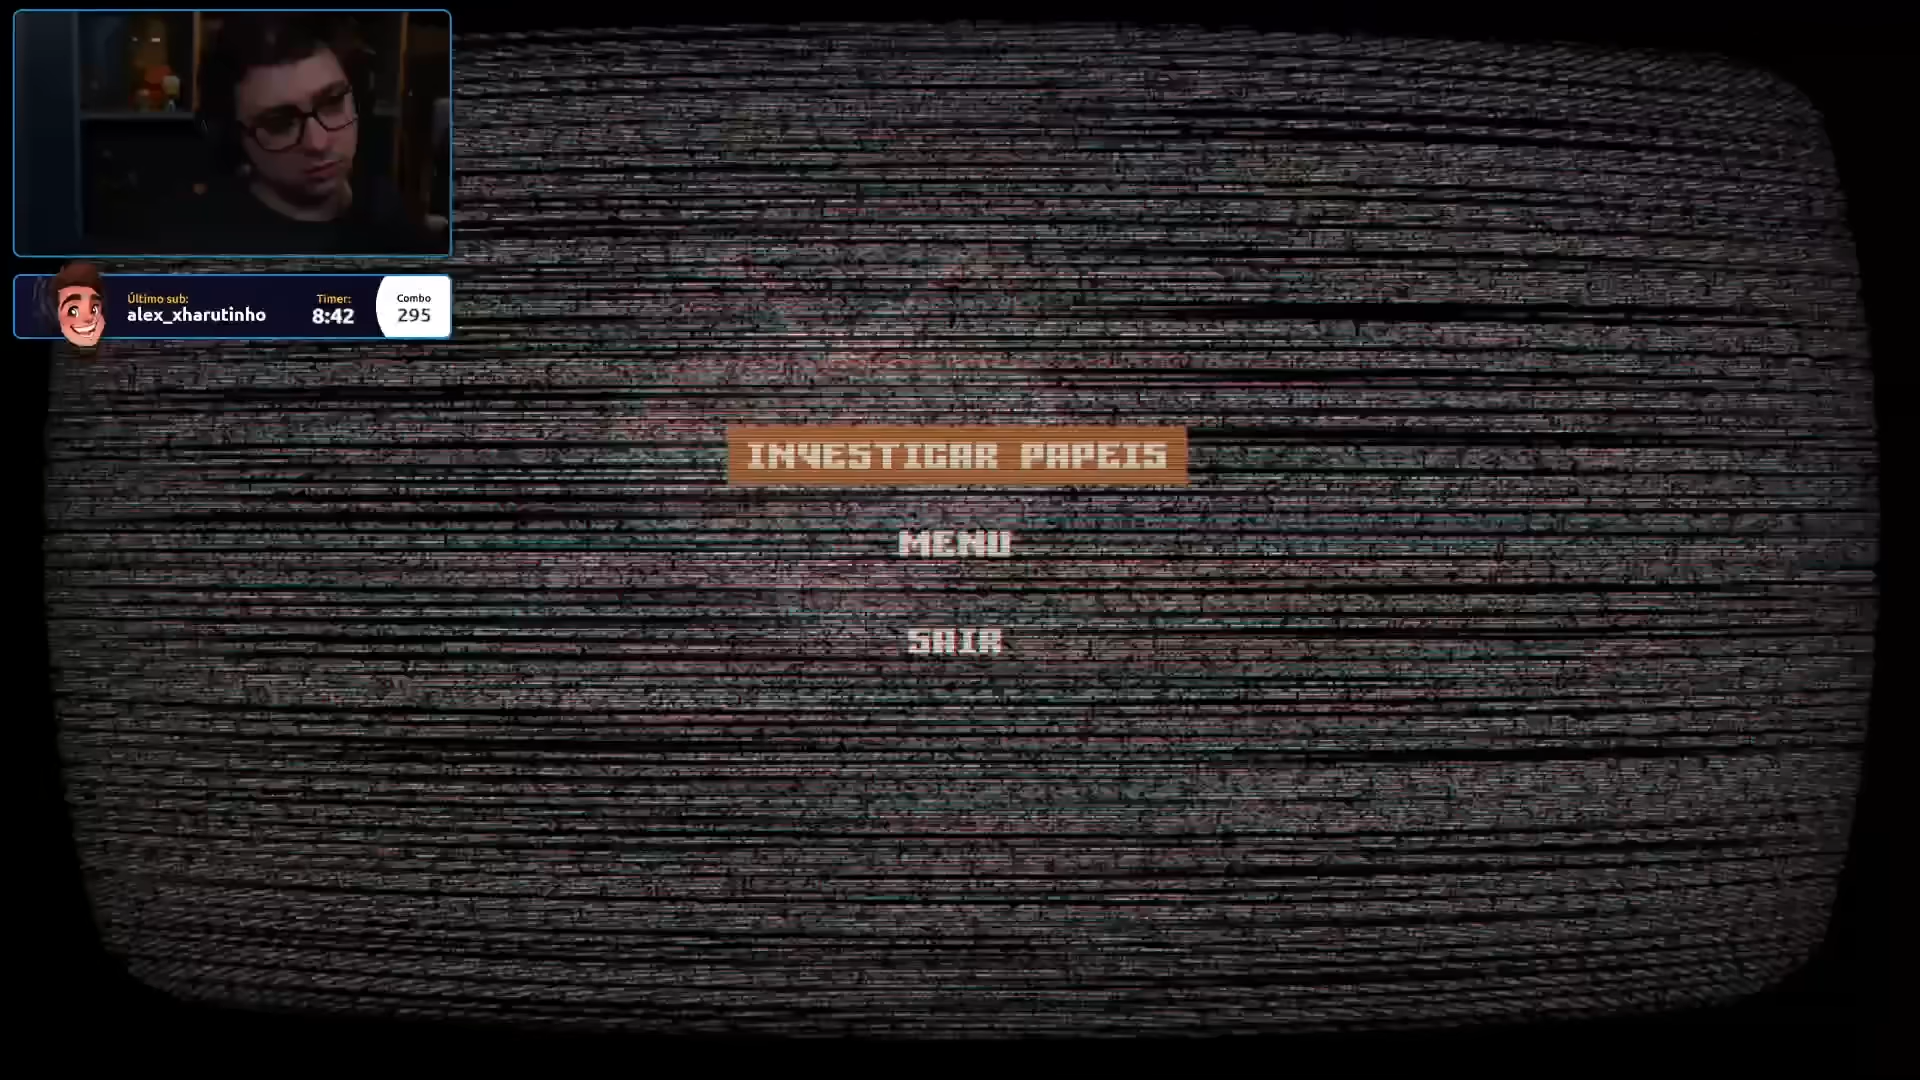 Último sub:
alex_xharutinho
Timer:
8:42
Combo
295
INVESTIGAR PAPEIS
MENU
SAIR